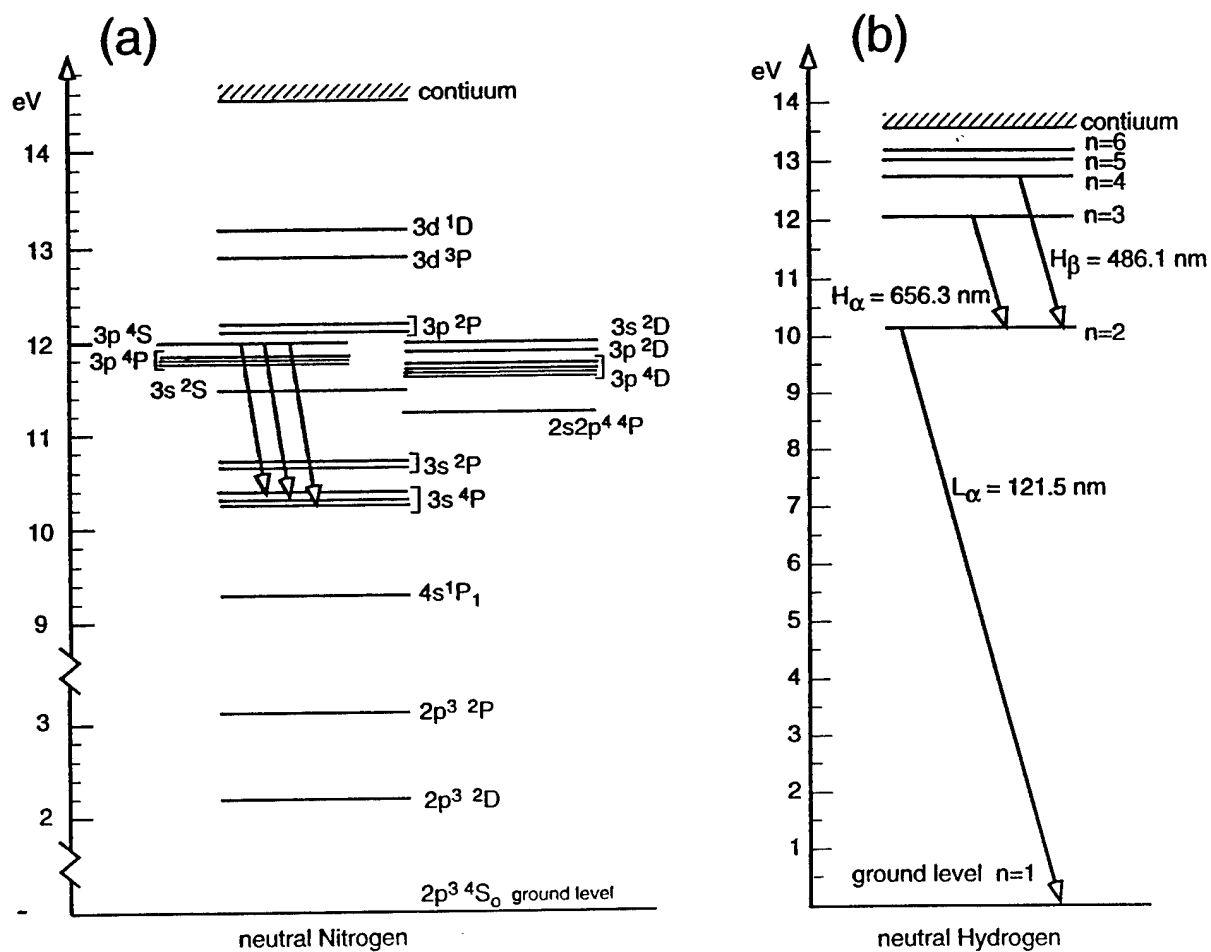 (a)
eV
contiuum
14
3d ¹D
13
3d ³P
3p ⁴S
3p ²P
3s ²D
12
3p ⁴P
3p ²D
3s ²S
3p ⁴D
2s2p⁴ ⁴P
11
3s ²P
3s ⁴P
10
4s¹P₁
9
3
2p³ ²P
2p³ ²D
2
2p³ ⁴Sₒ ground level
neutral Nitrogen
(b)
eV
14
contiuum
n=6
13
n=5
n=4
12
n=3
11
Hβ = 486.1 nm
Hα = 656.3 nm
10
n=2
9
8
7
Lα = 121.5 nm
6
5
4
3
2
1
ground level n=1
neutral Hydrogen